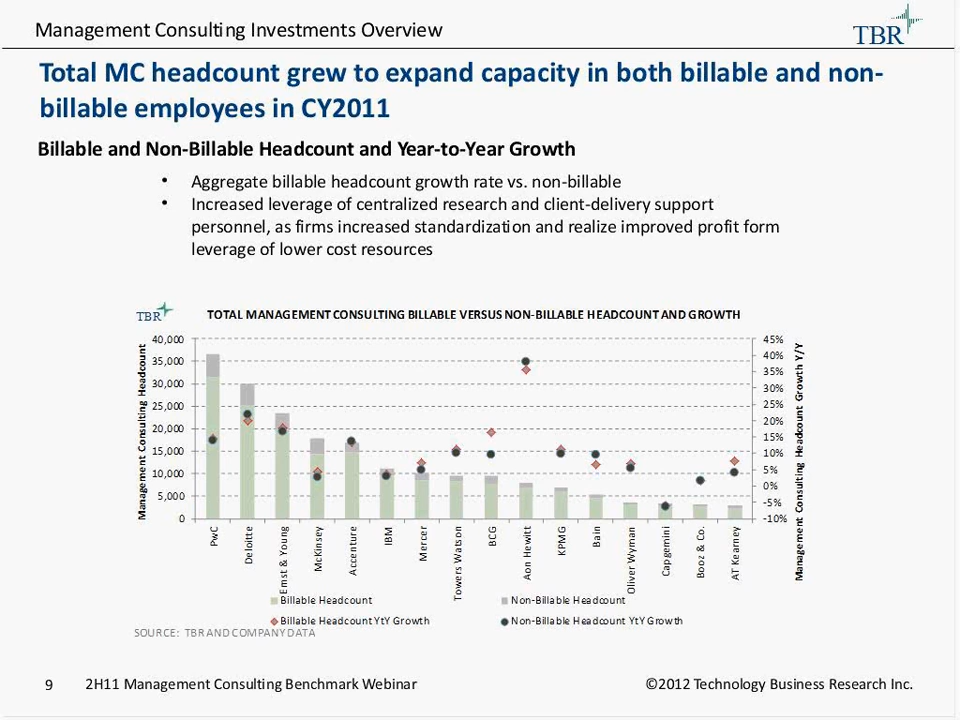 Management Consulting Investments Overview
TBR
Total MC headcount grew to expand capacity in both billable and non-
billable employees in CY2011
Billable and Non-Billable Headcount and Year-to-Year Growth
• Aggregate billable headcount growth rate vs. non-billable
• Increased leverage of centralized research and client-delivery support
personnel, as firms increased standardization and realize improved profit form
leverage of lower cost resources
TBR
TOTAL MANAGEMENT CONSULTING BILLABLE VERSUS NON-BILLABLE HEADCOUNT AND GROWTH
Management Consulting Headcount
40,000
35,000
30,000
25,000
20,000
15,000
10,000
5,000
0
45%
40%
35%
30%
25%
20%
15%
10%
5%
0%
-5%
-10%
Management Consulting Headcount Growth Y/Y
PwC
Deloitte
Ernst & Young
McKinsey
Accenture
IBM
Mercer
Towers Watson
BCG
Aon Hewitt
KPMG
Bain
Oliver Wyman
Capgemini
Booz & Co.
AT Kearney
Billable Headcount
Non-Billable Headcount
Billable Headcount YtY Growth
Non-Billable Headcount YtY Growth
SOURCE: TBR AND COMPANY DATA
9
2H11 Management Consulting Benchmark Webinar
©2012 Technology Business Research Inc.